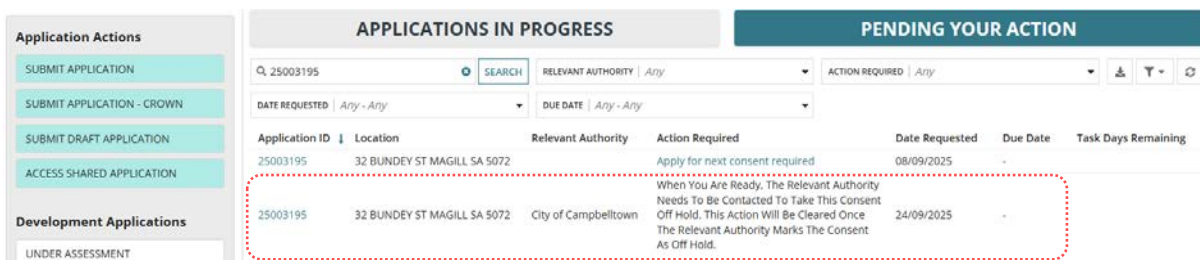 Application Actions
SUBMIT APPLICATION
SUBMIT APPLICATION - CROWN
SUBMIT DRAFT APPLICATION
ACCESS SHARED APPLICATION
Development Applications
UNDER ASSESSMENT
APPLICATIONS IN PROGRESS
PENDING YOUR ACTION
25003195 SEARCH RELEVANT AUTHORITY Any ACTION REQUIRED Any
DATE REQUESTED Any - Any DUE DATE Any - Any
Application ID ↓ Location Relevant Authority Action Required Date Requested Due Date Task Days Remaining
25003195 32 BUNDEY ST MAGILL SA 5072 Apply for next consent required 08/09/2025 -
25003195 32 BUNDEY ST MAGILL SA 5072 City of Campbelltown
When You Are Ready, The Relevant Authority
Needs To Be Contacted To Take This Consent
Off Hold. This Action Will Be Cleared Once
The Relevant Authority Marks The Consent
As Off Hold.
24/09/2025 -